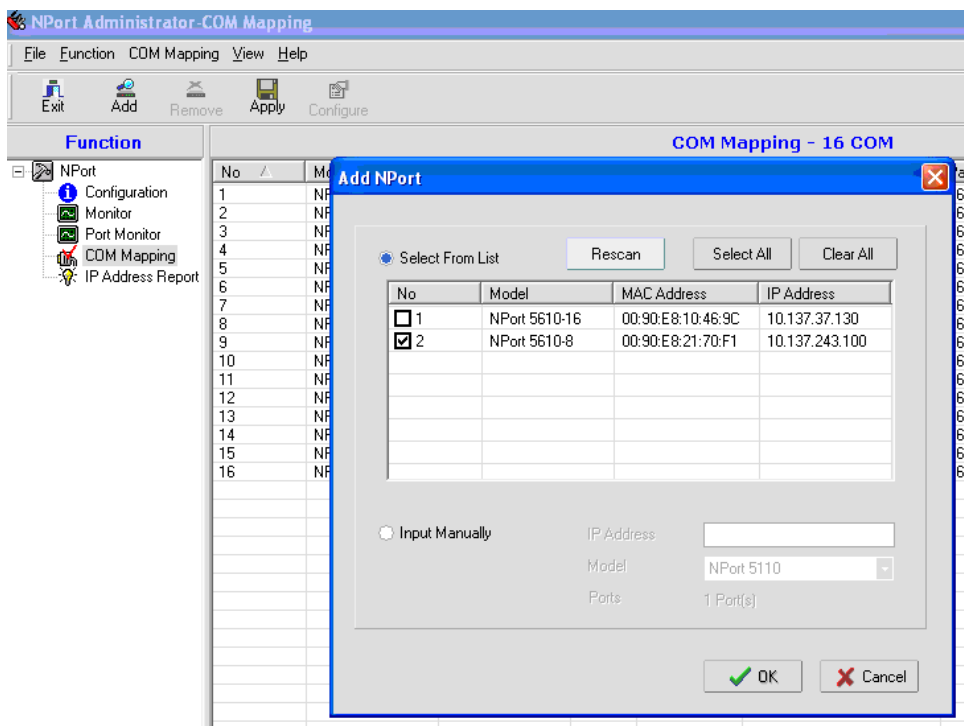 NPort Administrator-COM Mapping
File Function COM Mapping View Help
Exit Add Remove Apply Configure
Function
COM Mapping - 16 COM
NPort
Configuration
Monitor
Port Monitor
COM Mapping
IP Address Report
No
1
2
3
4
5
6
7
8
9
10
11
12
13
14
15
16
Add NPort
Select From List Rescan Select All Clear All
No Model MAC Address IP Address
1 NPort 5610-16 00:90:E8:10:46:9C 10.137.37.130
2 NPort 5610-8 00:90:E8:21:70:F1 10.137.243.100
Input Manually IP Address
Model NPort 5110
Ports 1 Port(s)
OK Cancel